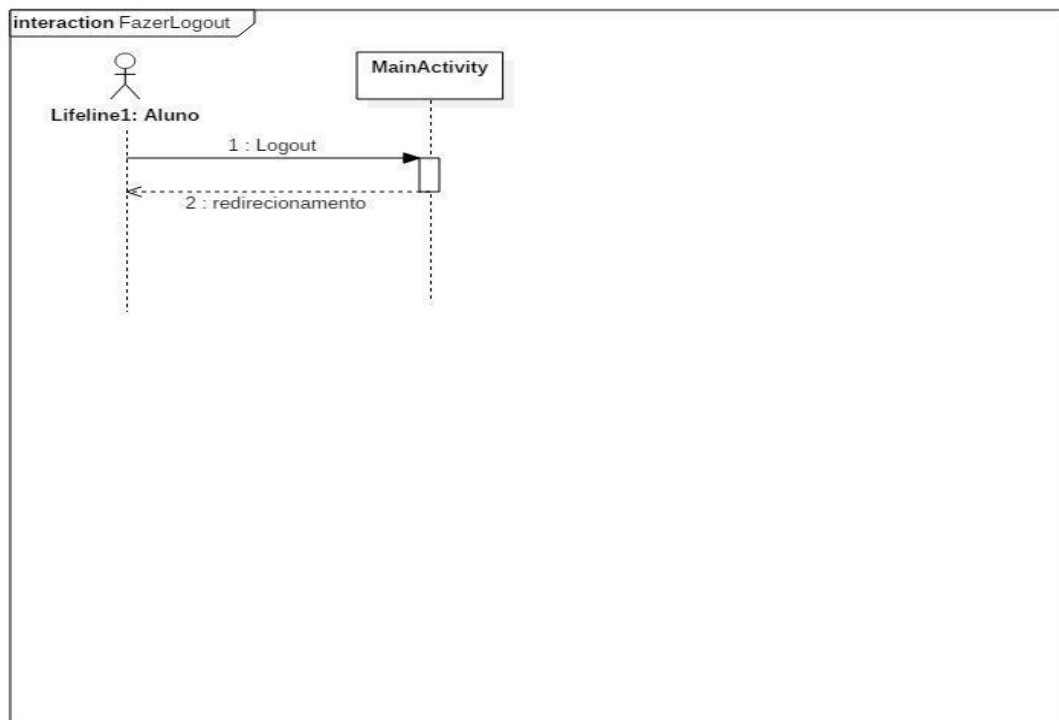 interaction FazerLogout
MainActivity
Lifeline1: Aluno
1 : Logout
2 : redirecionamento